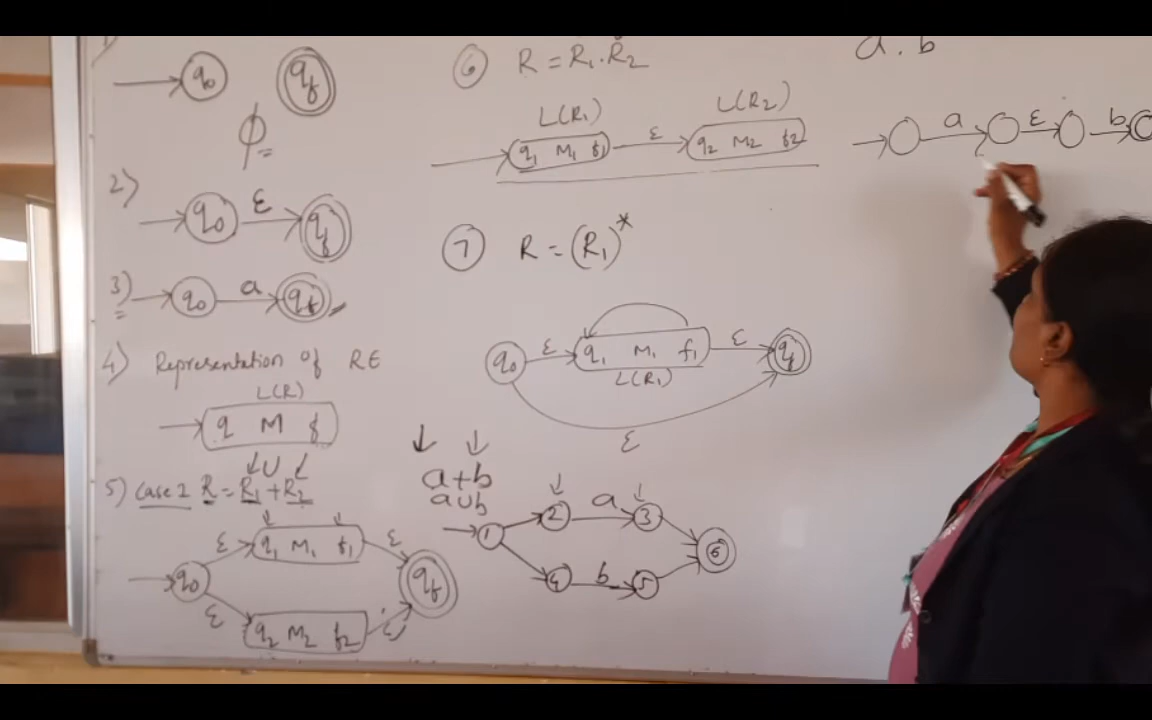 1)
q0 qf
ϕ
2)
q0 ε qf
3)
q0 a qf
4) Representation of RE
L(R)
q M f
U
5) Case 2 R = R1 + R2
ε q1 M1 f1 ε
q0 qf
ε q2 M2 f2 ε
6 R = R1.R2
L(R1) L(R2)
q1 M1 f1 ε q2 M2 f2
7 R = (R1)*
q0 ε q1 M1 f1 ε qf
L(R1)
ε
a+b
a∪b
2 a 3
1 6
4 b 5
a.b
a ε b